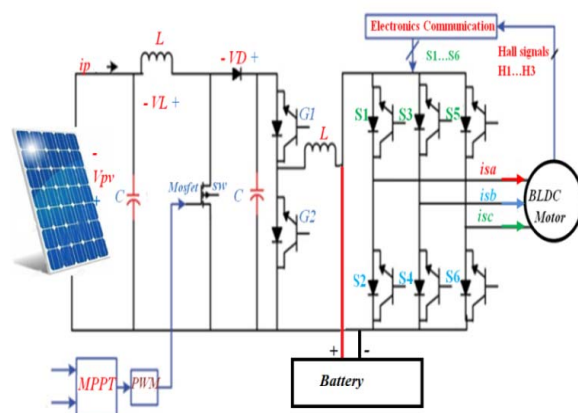 Electronics Communication
Hall signals
H1...H3
S1...S6
ip
L
- VL +
- VD +
G1
L
S1
S3
S5
-
Vpv
+
C
Mosfet
SW
C
G2
isa
isb
isc
BLDC
Motor
S2
S4
S6
MPPT
PWM
+
-
Battery